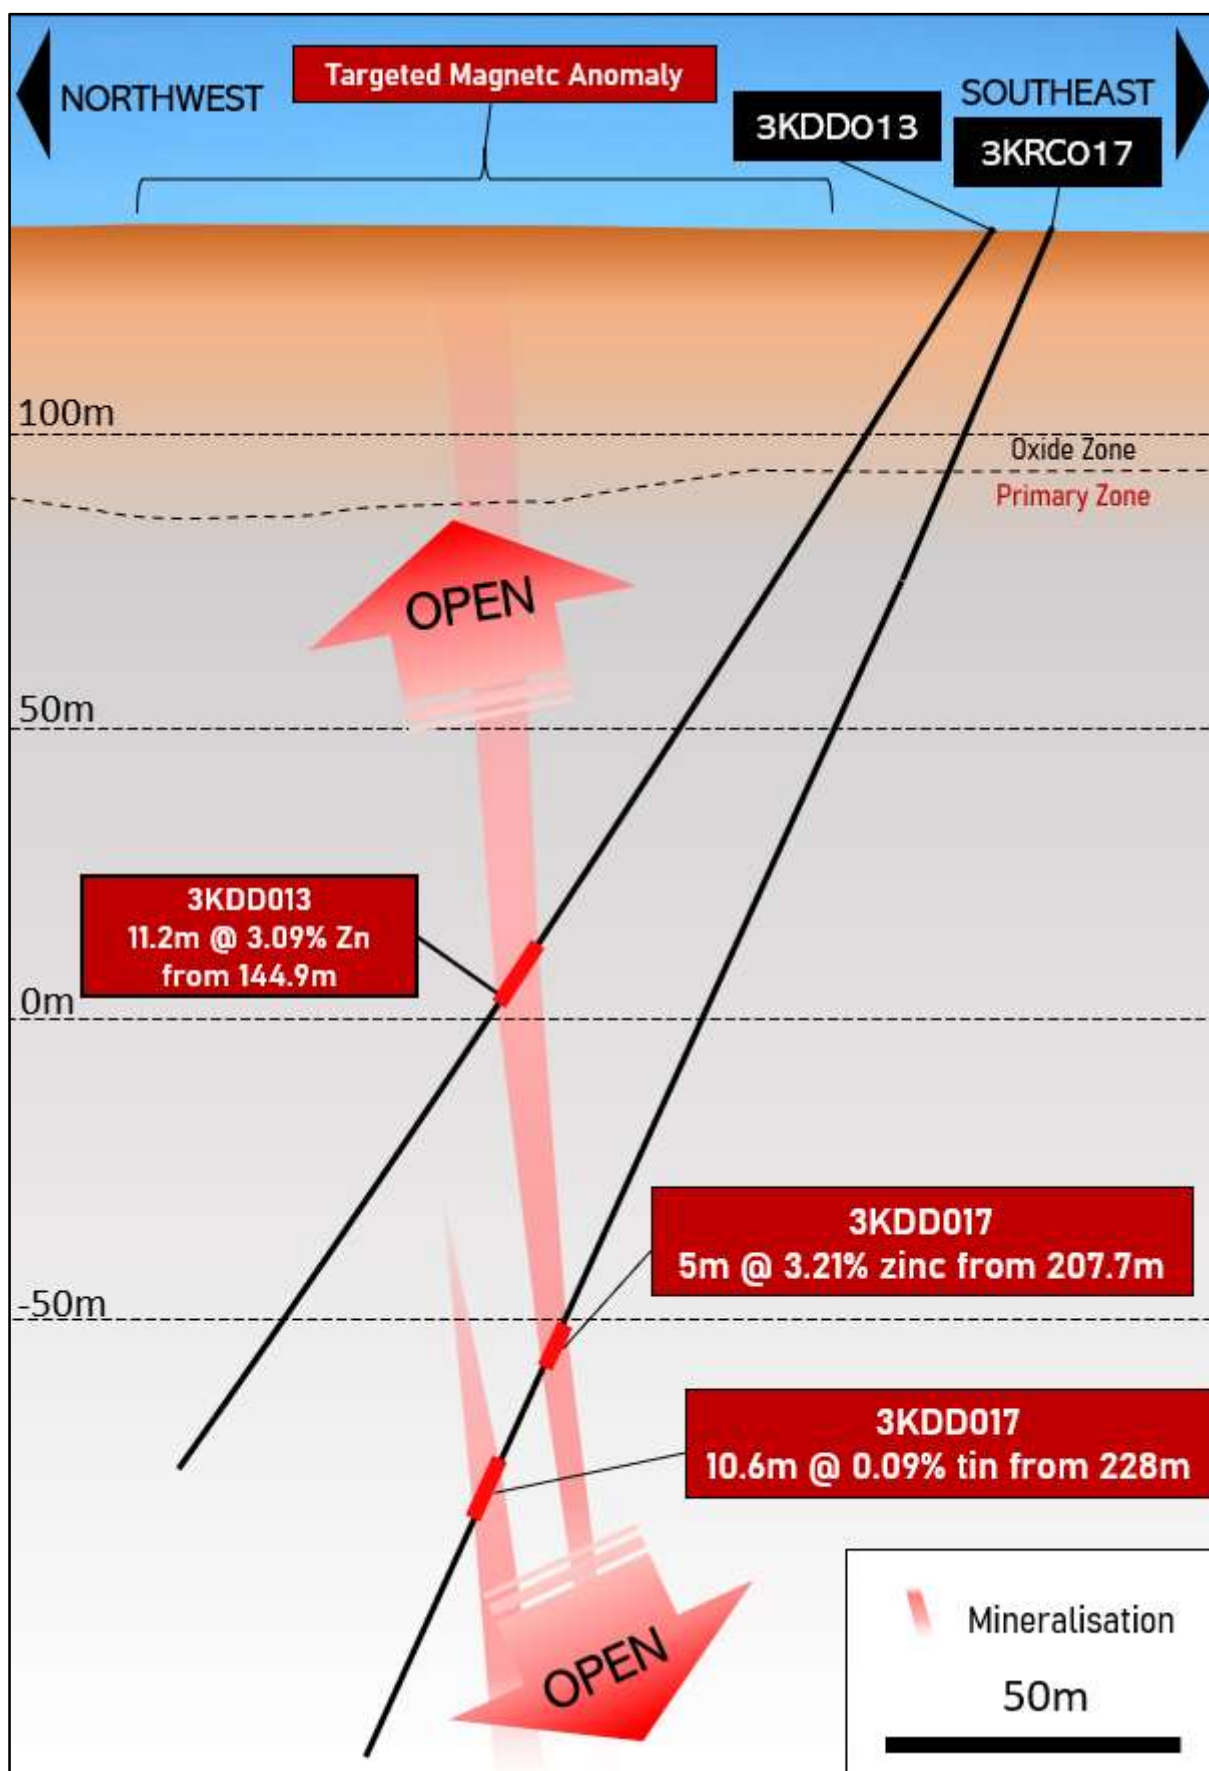 Targeted Magnetc Anomaly
NORTHWEST
SOUTHEAST
3KDD013
3KRC017
100m
Oxide Zone
Primary Zone
OPEN
50m
3KDD013
11.2m @ 3.09% Zn
from 144.9m
0m
3KDD017
5m @ 3.21% zinc from 207.7m
-50m
3KDD017
10.6m @ 0.09% tin from 228m
OPEN
Mineralisation
50m